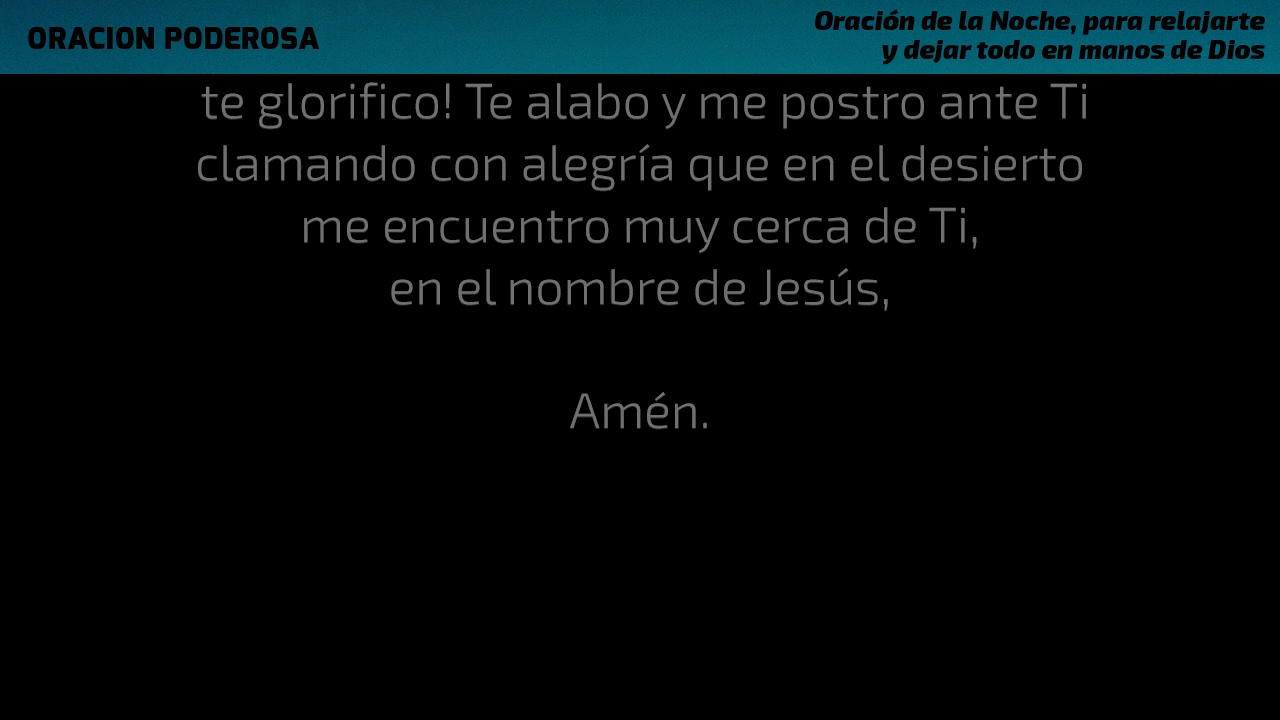 ORACION PODEROSA
Oración de la Noche, para relajarte
y dejar todo en manos de Dios
te glorifico! Te alabo y me postro ante Ti
clamando con alegría que en el desierto
me encuentro muy cerca de Ti,
en el nombre de Jesús,
Amén.